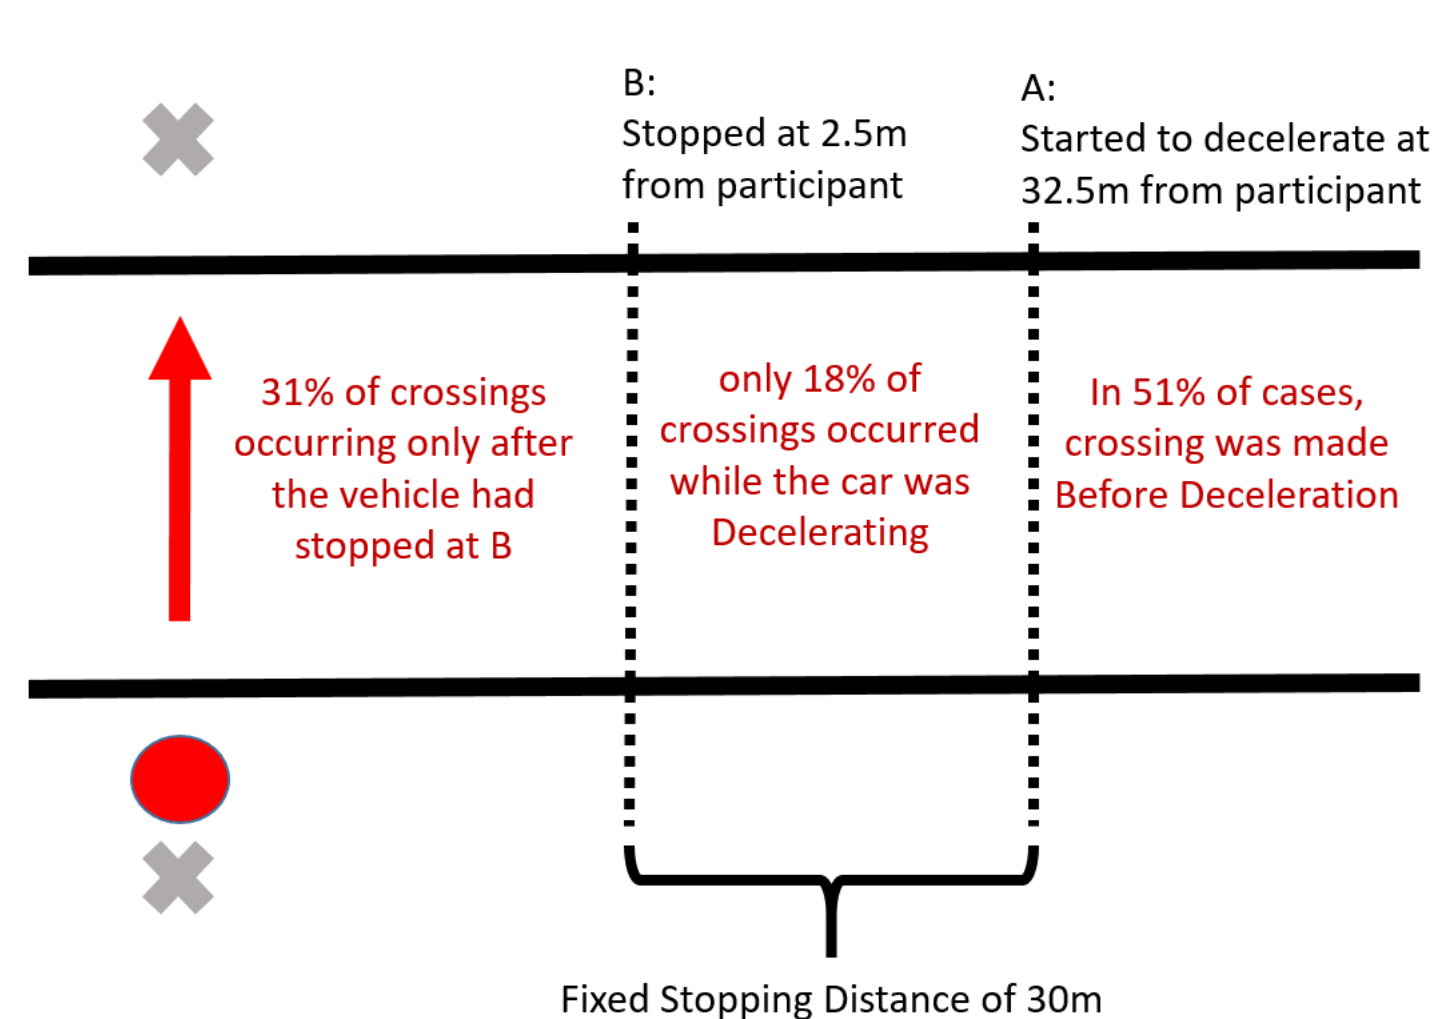 B:
Stopped at 2.5m
from participant
A:
Started to decelerate at
32.5m from participant
31% of crossings
occurring only after
the vehicle had
stopped at B
only 18% of
crossings occurred
while the car was
Decelerating
In 51% of cases,
crossing was made
Before Deceleration
Fixed Stopping Distance of 30m